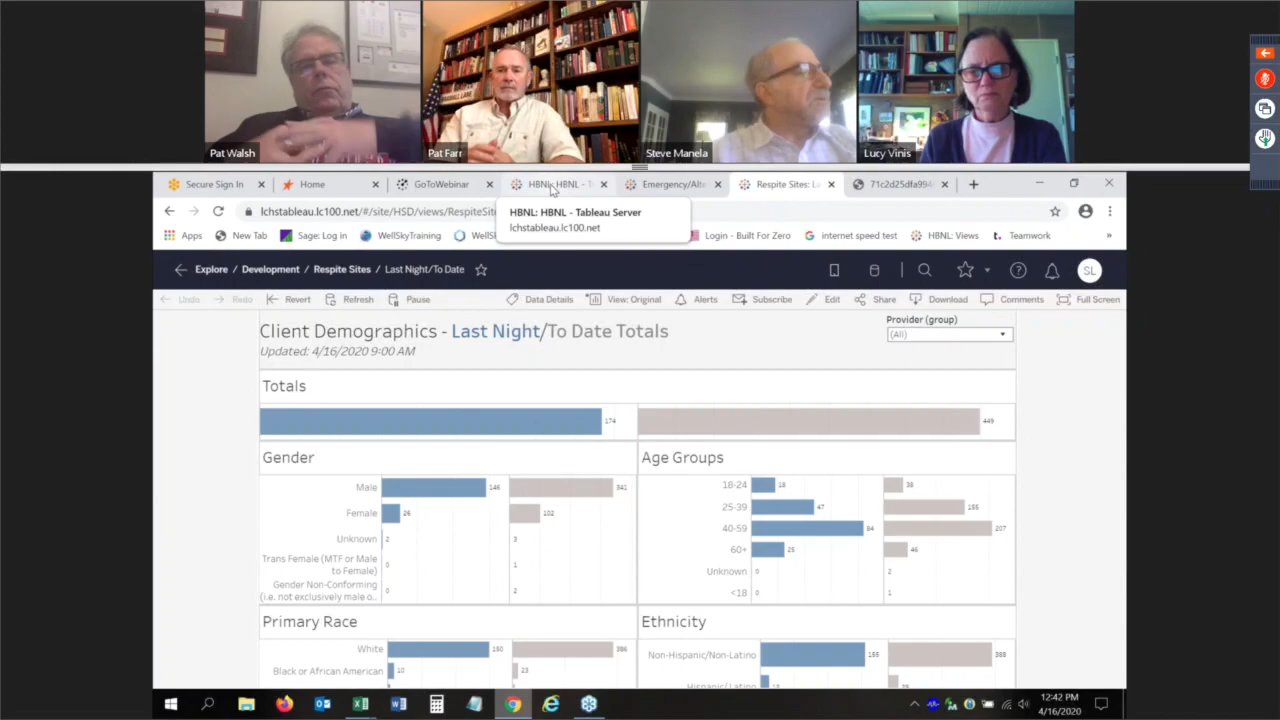 Pat Walsh
Pat Farr
Steve Manela
Lucy Vinis
Secure Sign In
Home
GoToWebinar
HBNL: HBNL - T
Emergency/Alte
Respite Sites: La
71c2d25dfa994
lchstableau.lc100.net/#/site/HSD/views/RespiteSit
HBNL: HBNL - Tableau Server
lchstableau.lc100.net
Apps
New Tab
Sage: Log in
WellSkyTraining
WellSk
Login - Built For Zero
internet speed test
HBNL: Views
Teamwork
»
Explore / Development / Respite Sites / Last Night/To Date
SL
Undo
Redo
Revert
Refresh
Pause
Data Details
View: Original
Alerts
Subscribe
Edit
Share
Download
Comments
Full Screen
Client Demographics - Last Night/To Date Totals
Updated: 4/16/2020 9:00 AM
Provider (group)
(All)
Totals
174
449
Gender
Male 146 341
Female 26 102
Unknown 2 3
Trans Female (MTF or Male to Female) 0 1
Gender Non-Conforming (i.e. not exclusively male o.. 0 2
Age Groups
18-24 18 38
25-39 47 155
40-59 84 207
60+ 25 46
Unknown 0 2
<18 0 1
Primary Race
White 150 386
Black or African American 10 23
Ethnicity
Non-Hispanic/Non-Latino 155 388
Hispanic/Latino
12:42 PM
4/16/2020